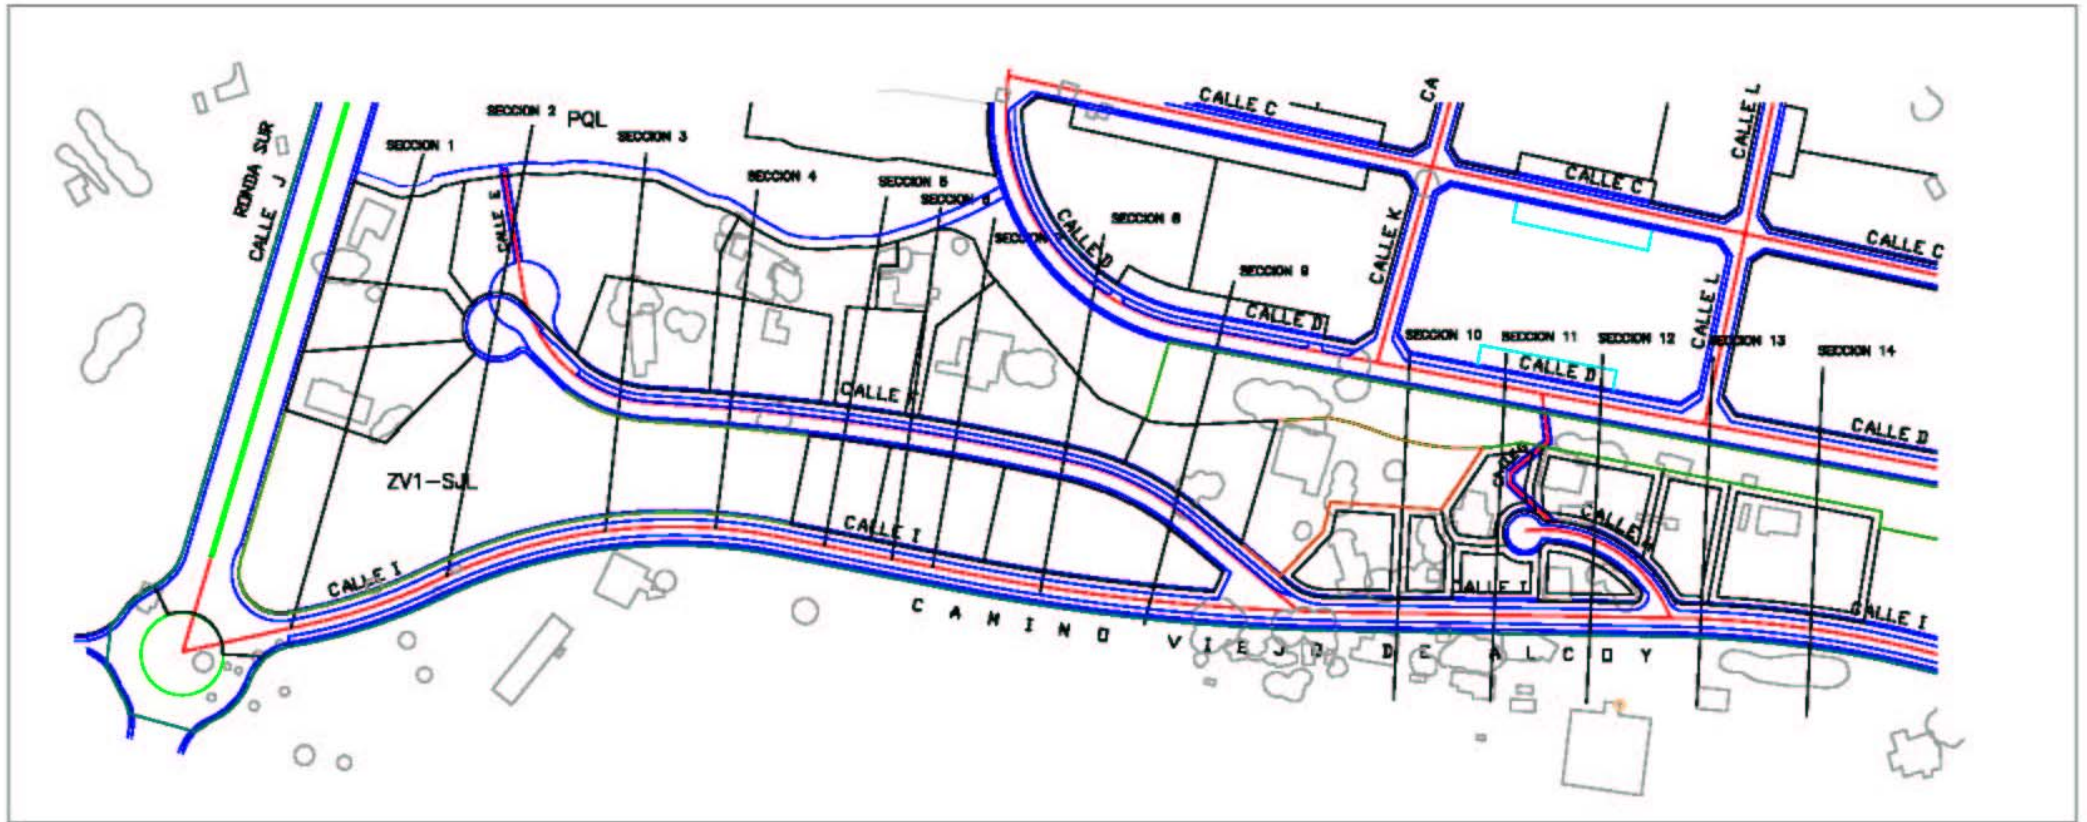 CALLE C
CA
CALLE L
SECCION 1
SECCION 2
PQL
SECCION 3
SECCION 4
SECCION 5
SECCION 6
SECCION
SECCION 8
SECCION 9
RONDA SUR
CALLE J
CALLE E
CALLE D
CALLE K
CALLE C
CALLE C
CALLE D
CALLE L
SECCION 10
SECCION 11
SECCION 12
SECCION 13
SECCION 14
CALLE D
CALLE D
CALLE
ZV1-SJL
CALLE I
CALLE I
CALLE
CALLE I
CALLE I
CAMINO VIEJO DE ALCOY